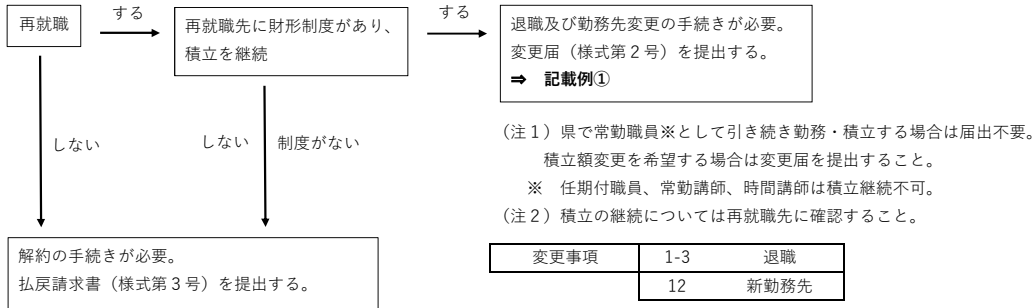 再就職
する
再就職先に財形制度があり、
積立を継続
する
退職及び勤務先変更の手続きが必要。
変更届（様式第２号）を提出する。
⇒ 記載例①
しない
しない
制度がない
（注１）県で常勤職員※として引き続き勤務・積立する場合は届出不要。
積立額変更を希望する場合は変更届を提出すること。
※ 任期付職員、常勤講師、時間講師は積立継続不可。
（注２）積立の継続については再就職先に確認すること。
解約の手続きが必要。
払戻請求書（様式第３号）を提出する。
変更事項 1-3 退職
12 新勤務先